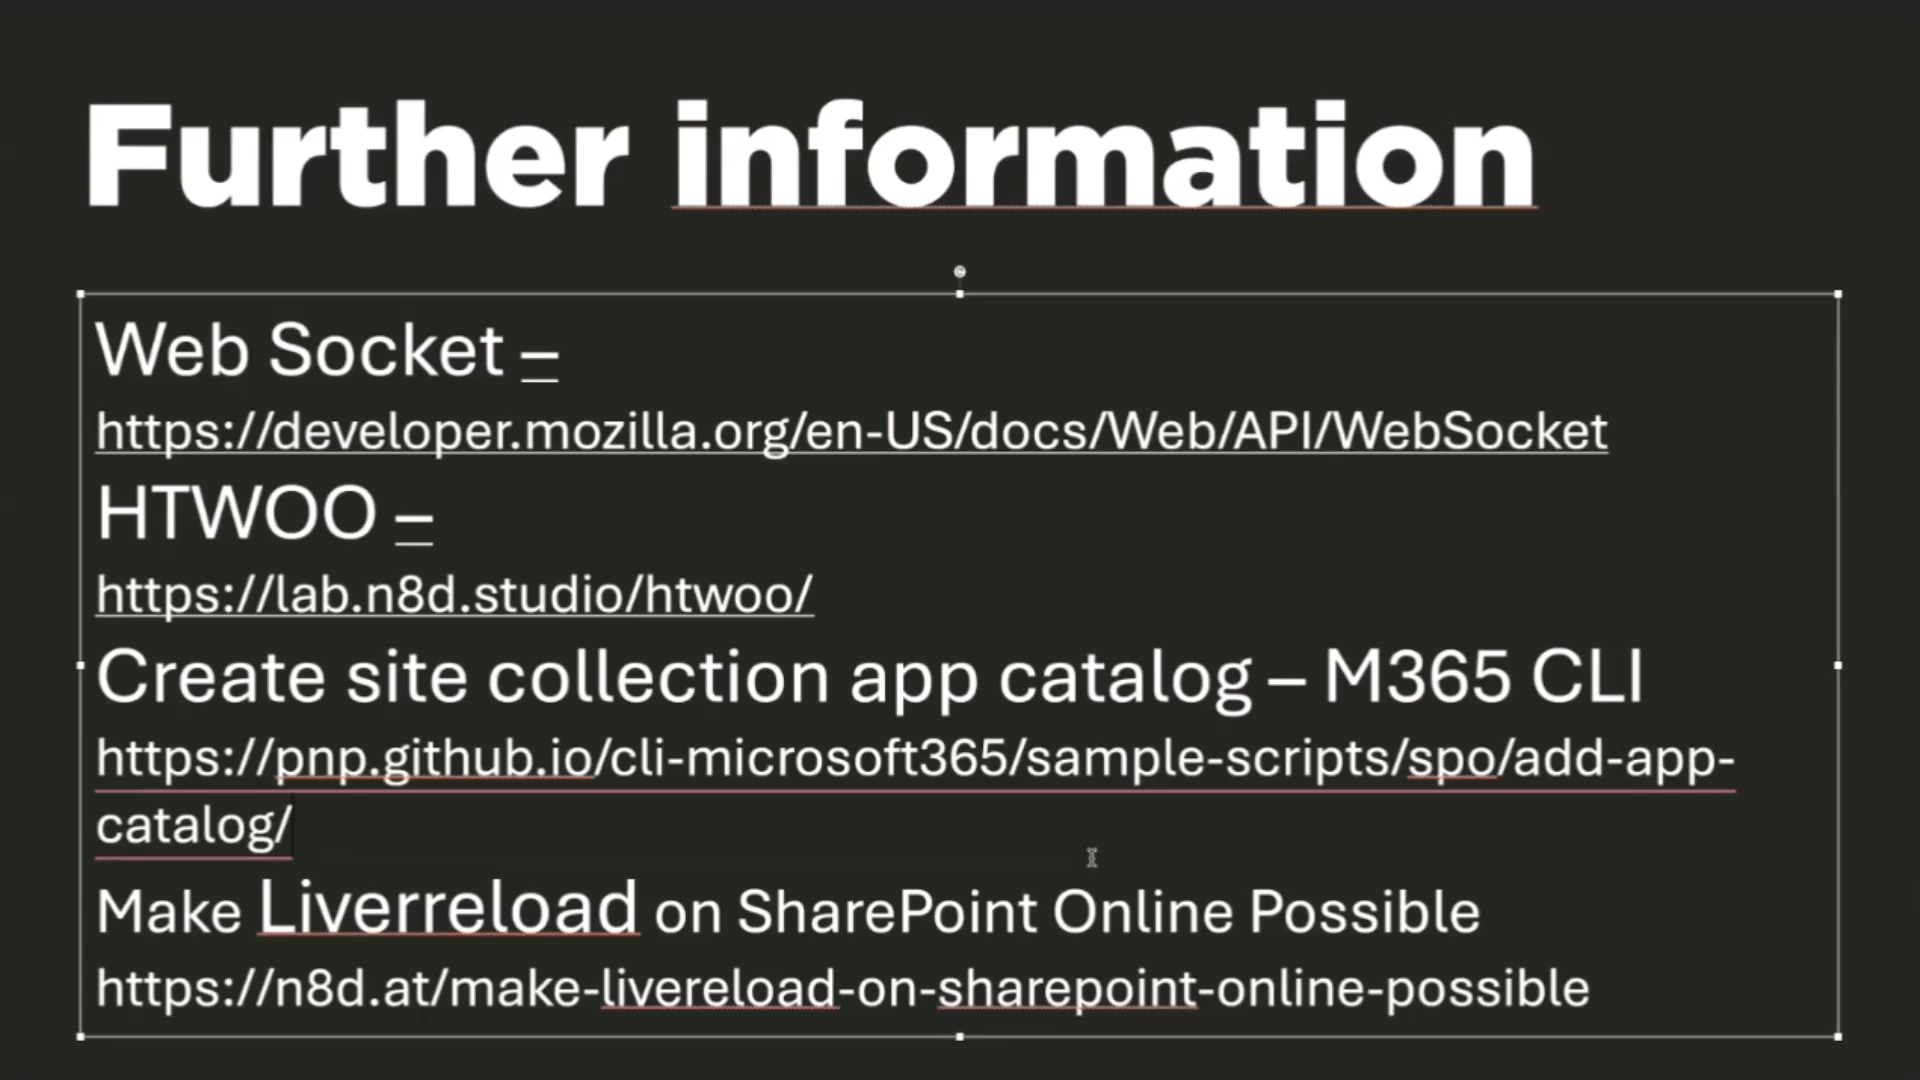 Further information
Web Socket –
https://developer.mozilla.org/en-US/docs/Web/API/WebSocket
HTWOO –
https://lab.n8d.studio/htwoo/
Create site collection app catalog – M365 CLI
https://pnp.github.io/cli-microsoft365/sample-scripts/spo/add-app-
catalog/
Make Liverreload on SharePoint Online Possible
https://n8d.at/make-livereload-on-sharepoint-online-possible